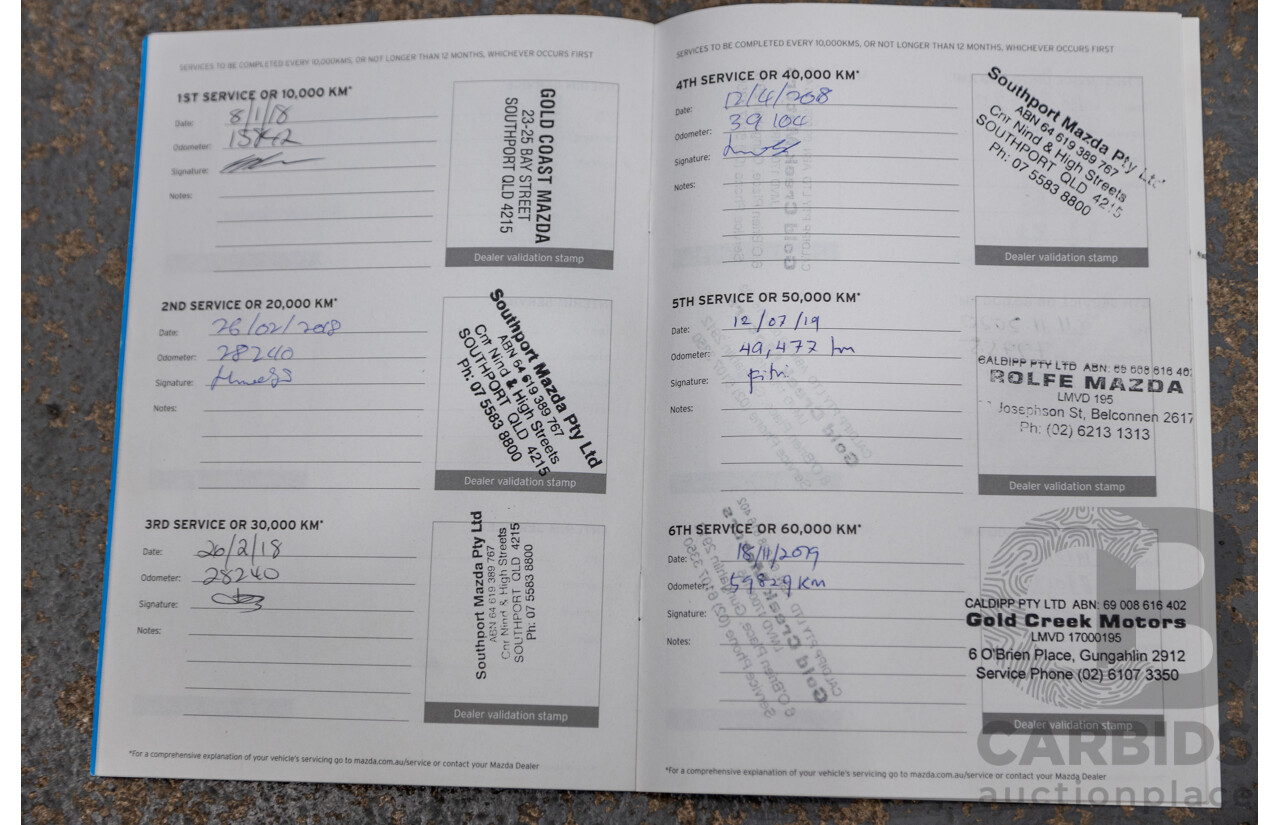 SERVICES TO BE COMPLETED EVERY 10,000KMS, OR NOT LONGER THAN 12 MONTHS, WHICHEVER OCCURS FIRST
1ST SERVICE OR 10,000 KM*
Date: 8/1/18
Odometer: 15842
Signature:
Notes:
GOLD COAST MAZDA
23-25 BAY STREET
SOUTHPORT QLD 4215
Dealer validation stamp
2ND SERVICE OR 20,000 KM*
Date: 26/02/2018
Odometer: 28240
Signature:
Notes:
Southport Mazda Pty Ltd
ABN 64 619 389 767
Cnr Nind & High Streets
SOUTHPORT QLD 4215
Ph: 07 5583 8800
Dealer validation stamp
3RD SERVICE OR 30,000 KM*
Date: 26/2/18
Odometer: 28240
Signature:
Notes:
Southport Mazda Pty Ltd
ABN 64 619 389 767
Cnr Nind & High Streets
SOUTHPORT QLD 4215
Ph: 07 5583 8800
Dealer validation stamp
*For a comprehensive explanation of your vehicle's servicing go to mazda.com.au/service or contact your Mazda Dealer
SERVICES TO BE COMPLETED EVERY 10,000KMS, OR NOT LONGER THAN 12 MONTHS, WHICHEVER OCCURS FIRST
4TH SERVICE OR 40,000 KM*
Date: 12/4/2018
Odometer: 39104
Signature:
Notes:
Southport Mazda Pty Ltd
ABN 64 619 389 767
Cnr Nind & High Streets
SOUTHPORT QLD 4215
Ph: 07 5583 8800
Dealer validation stamp
5TH SERVICE OR 50,000 KM*
Date: 12/07/19
Odometer: 49,477 km
Signature:
Notes:
CALDIPP PTY LTD ABN: 69 008 616 40
ROLFE MAZDA
LMVD 195
Josephson St, Belconnen 2617
Ph: (02) 6213 1313
Dealer validation stamp
6TH SERVICE OR 60,000 KM*
Date: 18/11/2019
Odometer: 59829 Km
Signature:
Notes:
CALDIPP PTY LTD ABN: 69 008 616 402
Gold Creek Motors
LMVD 17000195
6 O'Brien Place, Gungahlin 2912
Service Phone (02) 6107 3350
Dealer validation stamp
*For a comprehensive explanation of your vehicle's servicing go to mazda.com.au/service or contact your Mazda Dealer
CARBIDS
auctionplace